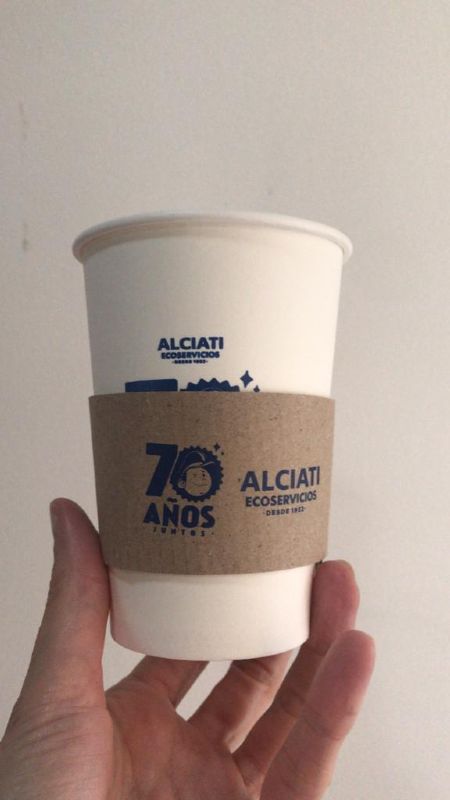 ALCIATI
ECOSERVICIOS
·DESDE 1952·
70
AÑOS
JUNTOS
ALCIATI
ECOSERVICIOS
·DESDE 1952·